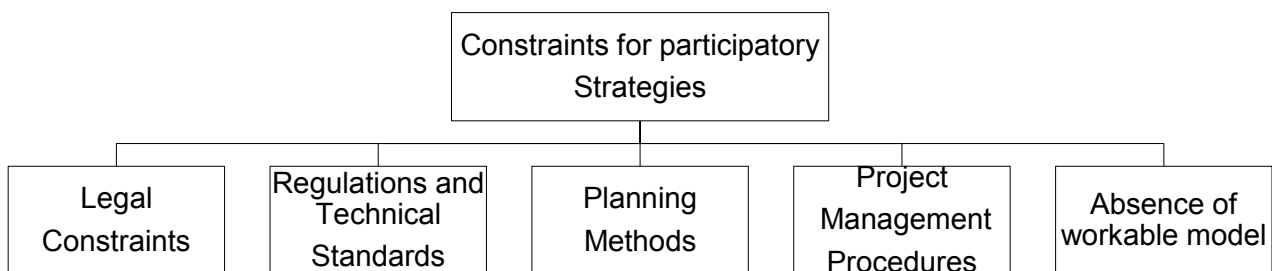 Constraints for participatory
Strategies
Legal
Constraints
Regulations and
Technical
Standards
Planning
Methods
Project
Management
Procedures
Absence of
workable model